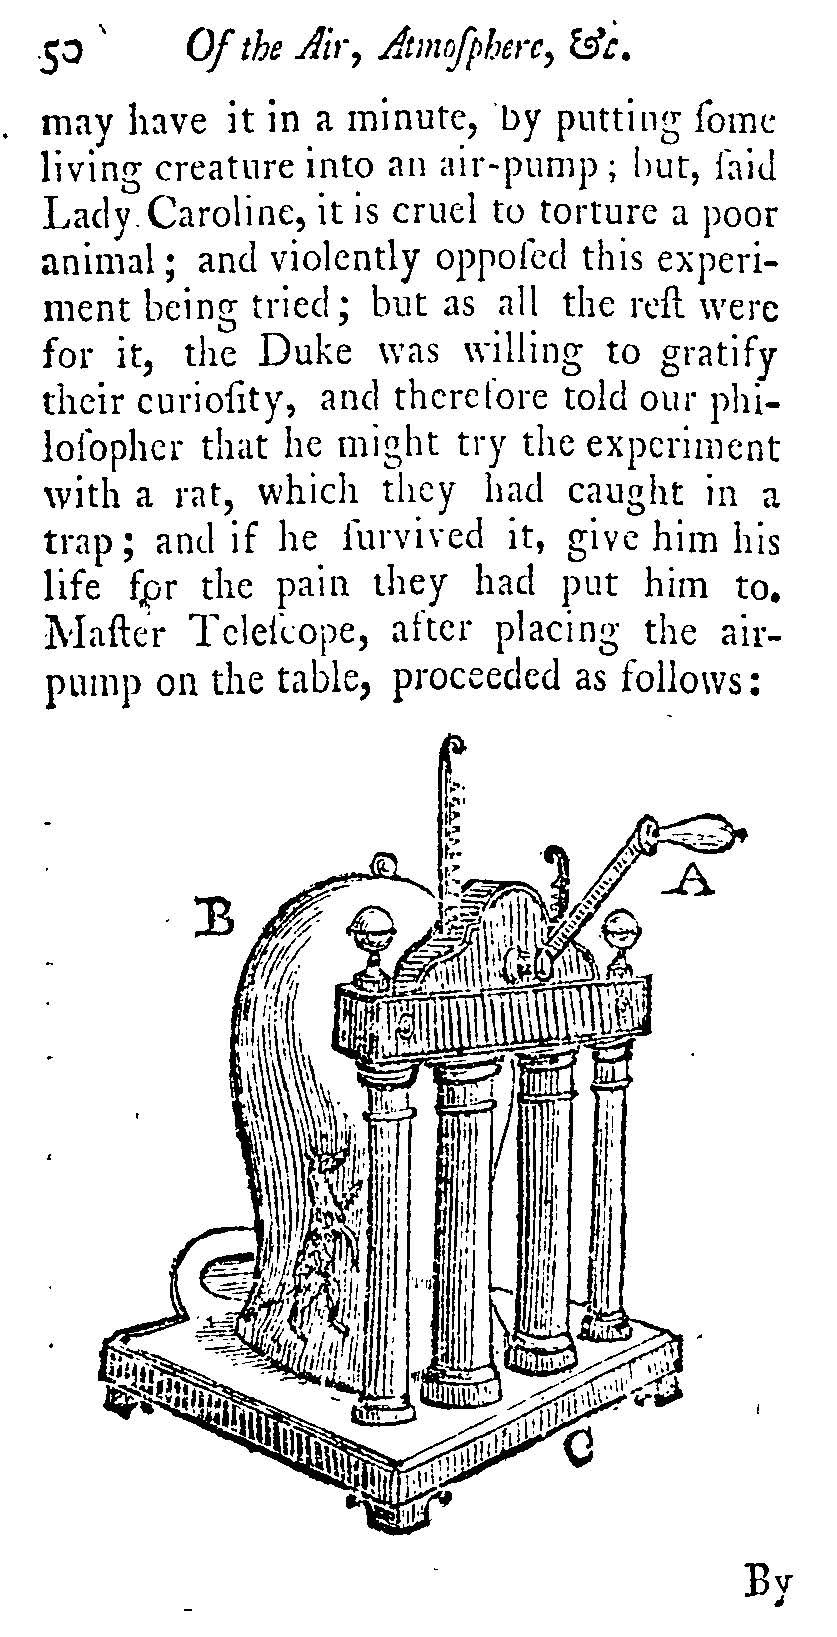 50 Of the Air, Atmoſphere, &c.
may have it in a minute, by putting ſome
living creature into an air-pump; but, ſaid
Lady Caroline, it is cruel to torture a poor
animal; and violently oppoſed this experi-
ment being tried; but as all the reſt were
for it, the Duke was willing to gratify
their curioſity, and therefore told our phi-
loſopher that he might try the experiment
with a rat, which they had caught in a
trap; and if he ſurvived it, give him his
life for the pain they had put him to.
Maſter Teleſcope, after placing the air-
pump on the table, proceeded as follows:
A
B
C
By